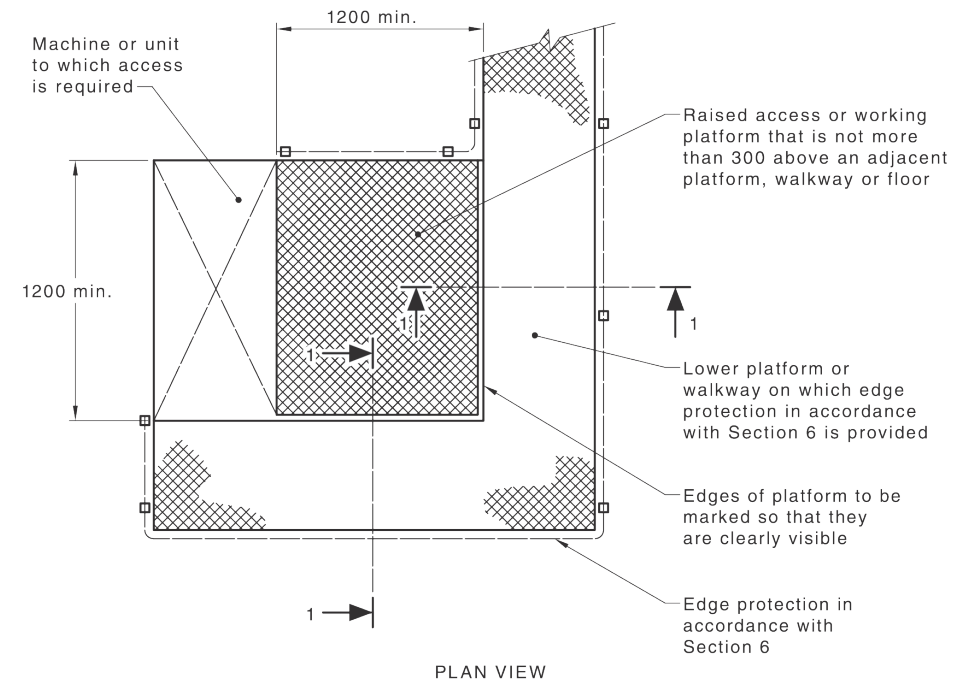 1200 min.
Machine or unit
to which access
is required
Raised access or working
platform that is not more
than 300 above an adjacent
platform, walkway or floor
1200 min.
1
1
1
Lower platform or
walkway on which edge
protection in accordance
with Section 6 is provided
Edges of platform to be
marked so that they
are clearly visible
Edge protection in
accordance with
Section 6
1
PLAN VIEW